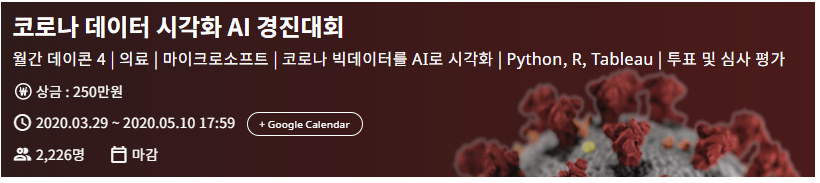 코로나 데이터 시각화 AI 경진대회
월간 데이콘 4 | 의료 | 마이크로소프트 | 코로나 빅데이터를 AI로 시각화 | Python, R, Tableau | 투표 및 심사 평가
₩ 상금 : 250만원
2020.03.29 ~ 2020.05.10 17:59 + Google Calendar
2,226명 마감